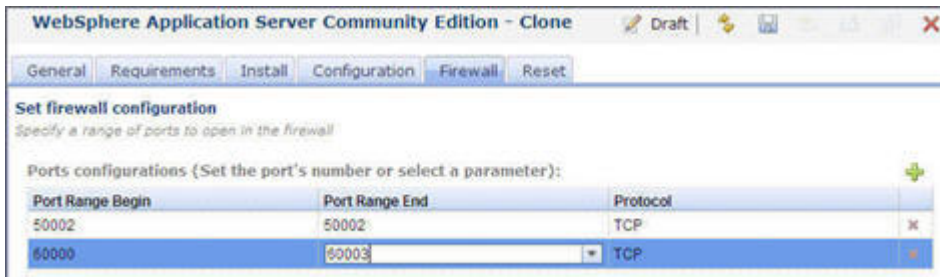 WebSphere Application Server Community Edition - Clone Draft
General Requirements Install Configuration Firewall Reset
Set firewall configuration
Specify a range of ports to open in the firewall
Ports configurations (Set the port's number or select a parameter):
Port Range Begin Port Range End Protocol
50002 50002 TCP
60000 60003 TCP